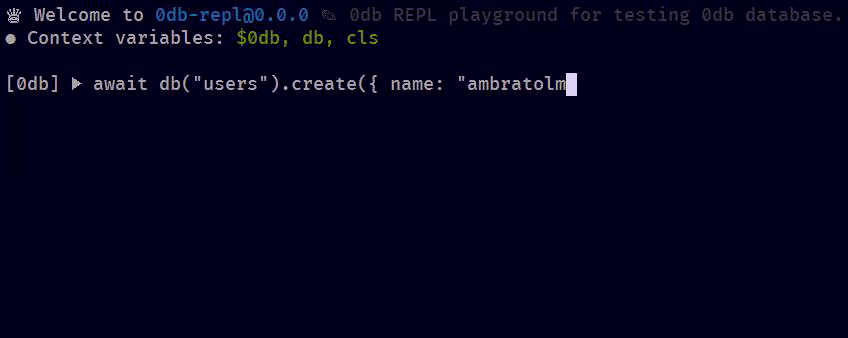 ♕ Welcome to 0db-repl@0.0.0 ✎ 0db REPL playground for testing 0db database.
● Context variables: $0db, db, cls
[0db] ► await db("users").create({ name: "ambratolm